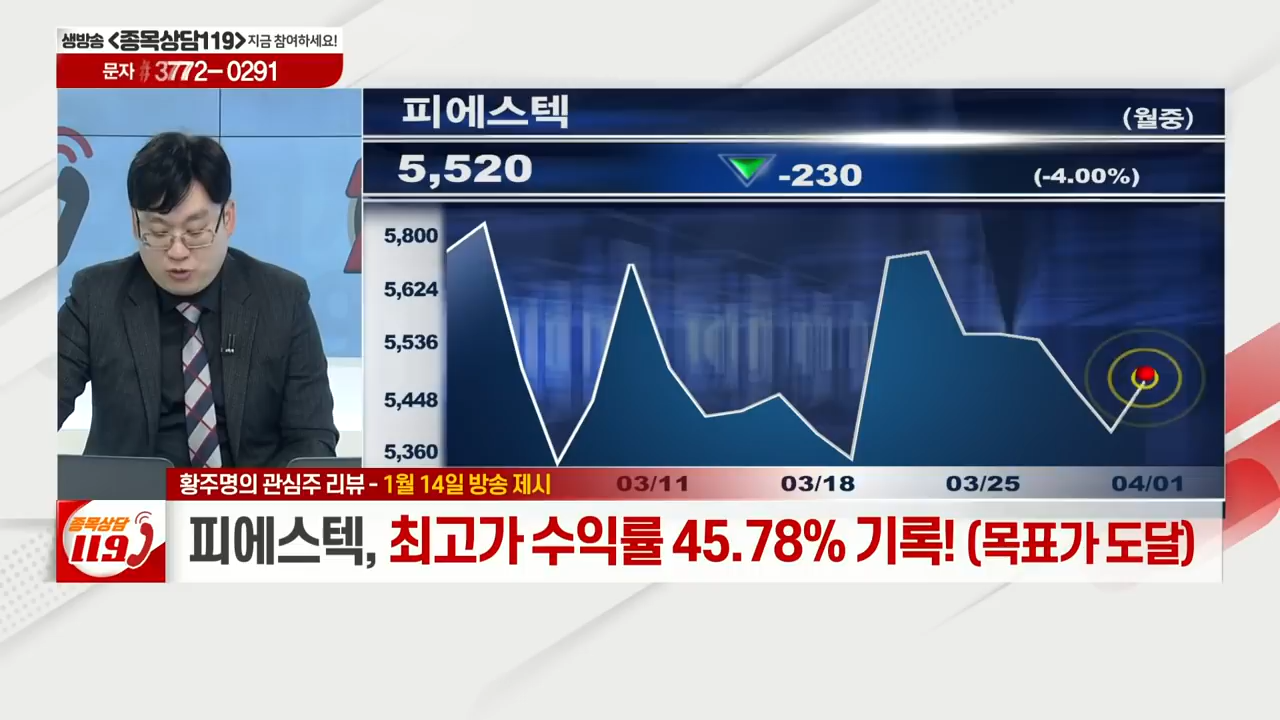 생방송 <종목상담119> 지금 참여하세요!
문자 #3772-0291
피에스텍 (월중)
5,520 -230 (-4.00%)
5,800
5,624
5,536
5,448
5,360
03/11 03/18 03/25 04/01
황주명의 관심주 리뷰 - 1월 14일 방송 제시
종목상담
119
피에스텍, 최고가 수익률 45.78% 기록! (목표가 도달)